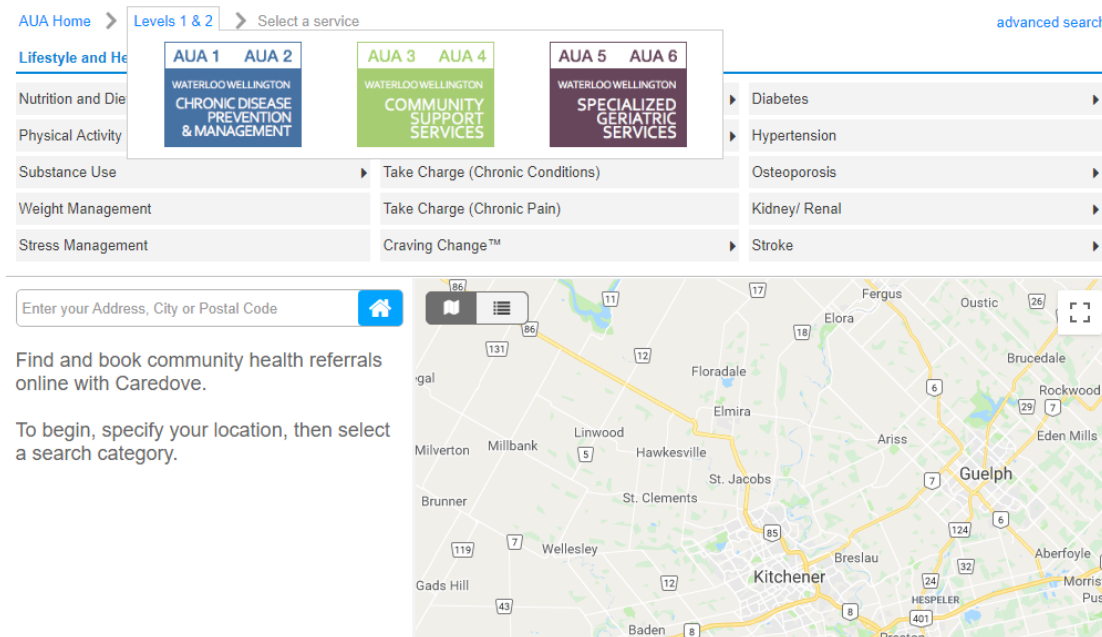 AUA Home
Levels 1 & 2
Select a service
advanced search
Lifestyle and He
AUA 1 AUA 2
WATERLOO WELLINGTON
CHRONIC DISEASE
PREVENTION
& MANAGEMENT
AUA 3 AUA 4
WATERLOO WELLINGTON
COMMUNITY
SUPPORT
SERVICES
AUA 5 AUA 6
WATERLOO WELLINGTON
SPECIALIZED
GERIATRIC
SERVICES
Nutrition and Die
Diabetes
Physical Activity
Hypertension
Substance Use
Take Charge (Chronic Conditions)
Osteoporosis
Weight Management
Take Charge (Chronic Pain)
Kidney/ Renal
Stress Management
Craving Change™
Stroke
Enter your Address, City or Postal Code
Find and book community health referrals
online with Caredove.
To begin, specify your location, then select
a search category.
86
11
17
Fergus
Oustic
26
86
Elora
18
131
12
Brucedale
Floradale
gal
6
Rockwood
29
7
Elmira
Linwood
Ariss
Eden Mills
Milverton
Millbank
5
Hawkesville
St. Jacobs
7
Guelph
Brunner
St. Clements
85
124
6
119
7
Wellesley
Breslau
Aberfoyle
32
Gads Hill
12
Kitchener
24
Morris
HESPELER
Pus
43
8
401
Baden
8
Preston